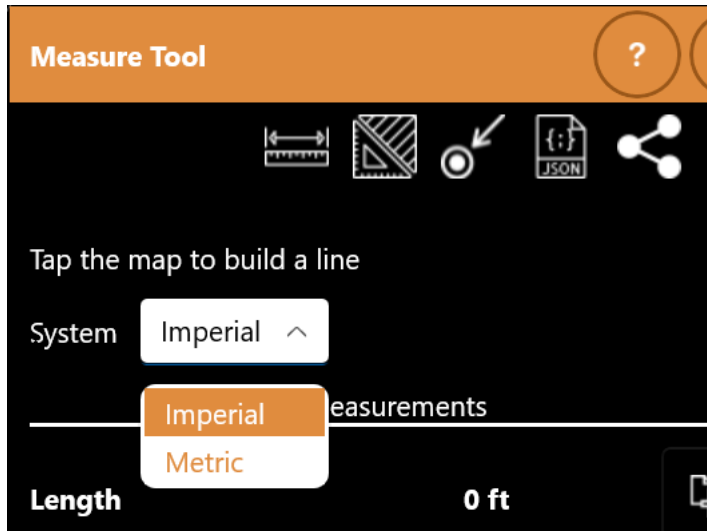 Measure Tool
?
{:}
JSON
Tap the map to build a line
System
Imperial
easurements
Imperial
Metric
Length
0 ft